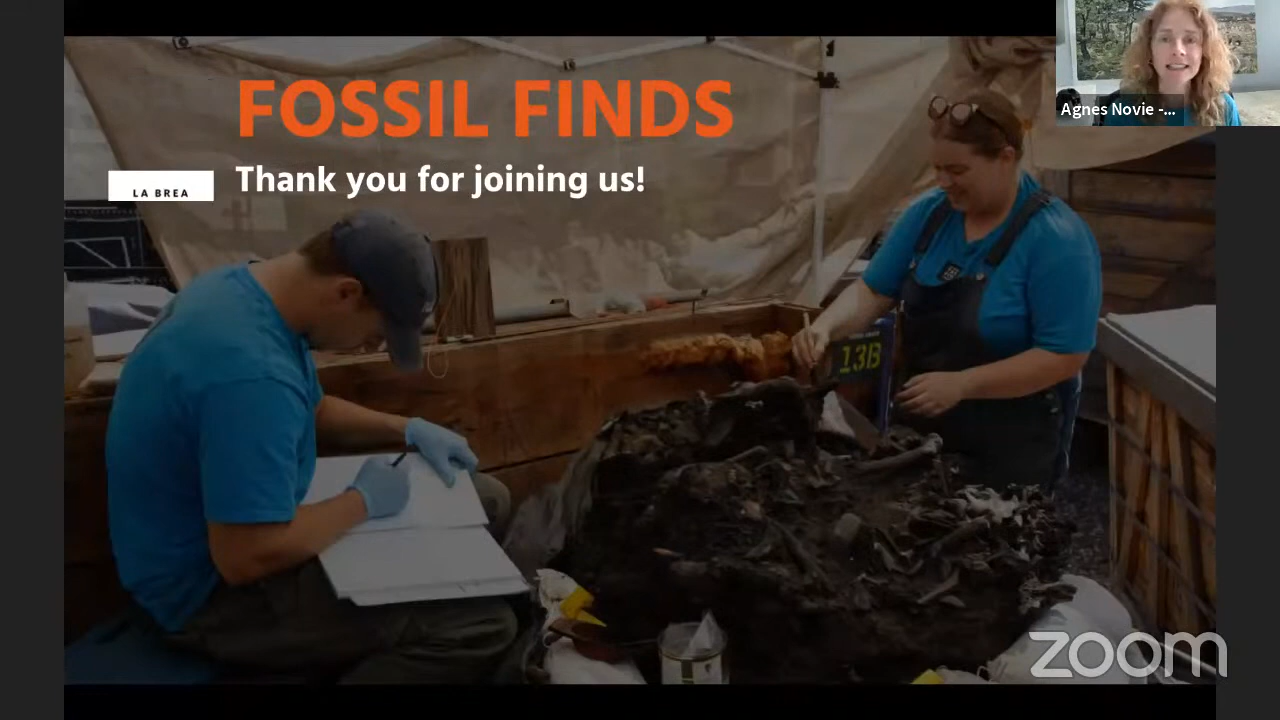 FOSSIL FINDS
Thank you for joining us!
LA BREA
Agnes Novie -...
13B
zoom